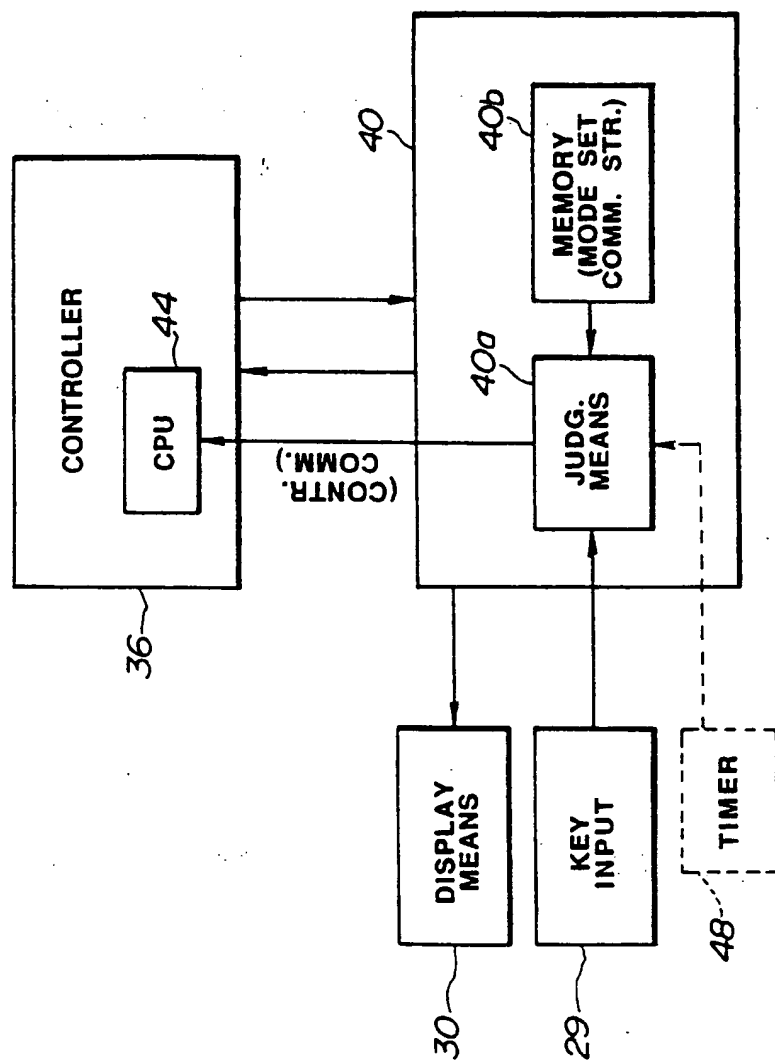 CONTROLLER
36
CPU
44
(CONTR.
COMM.)
40
JUDG.
MEANS
40a
MEMORY
(MODE SET
COMM. STR.)
40b
DISPLAY
MEANS
30
KEY
INPUT
29
TIMER
48